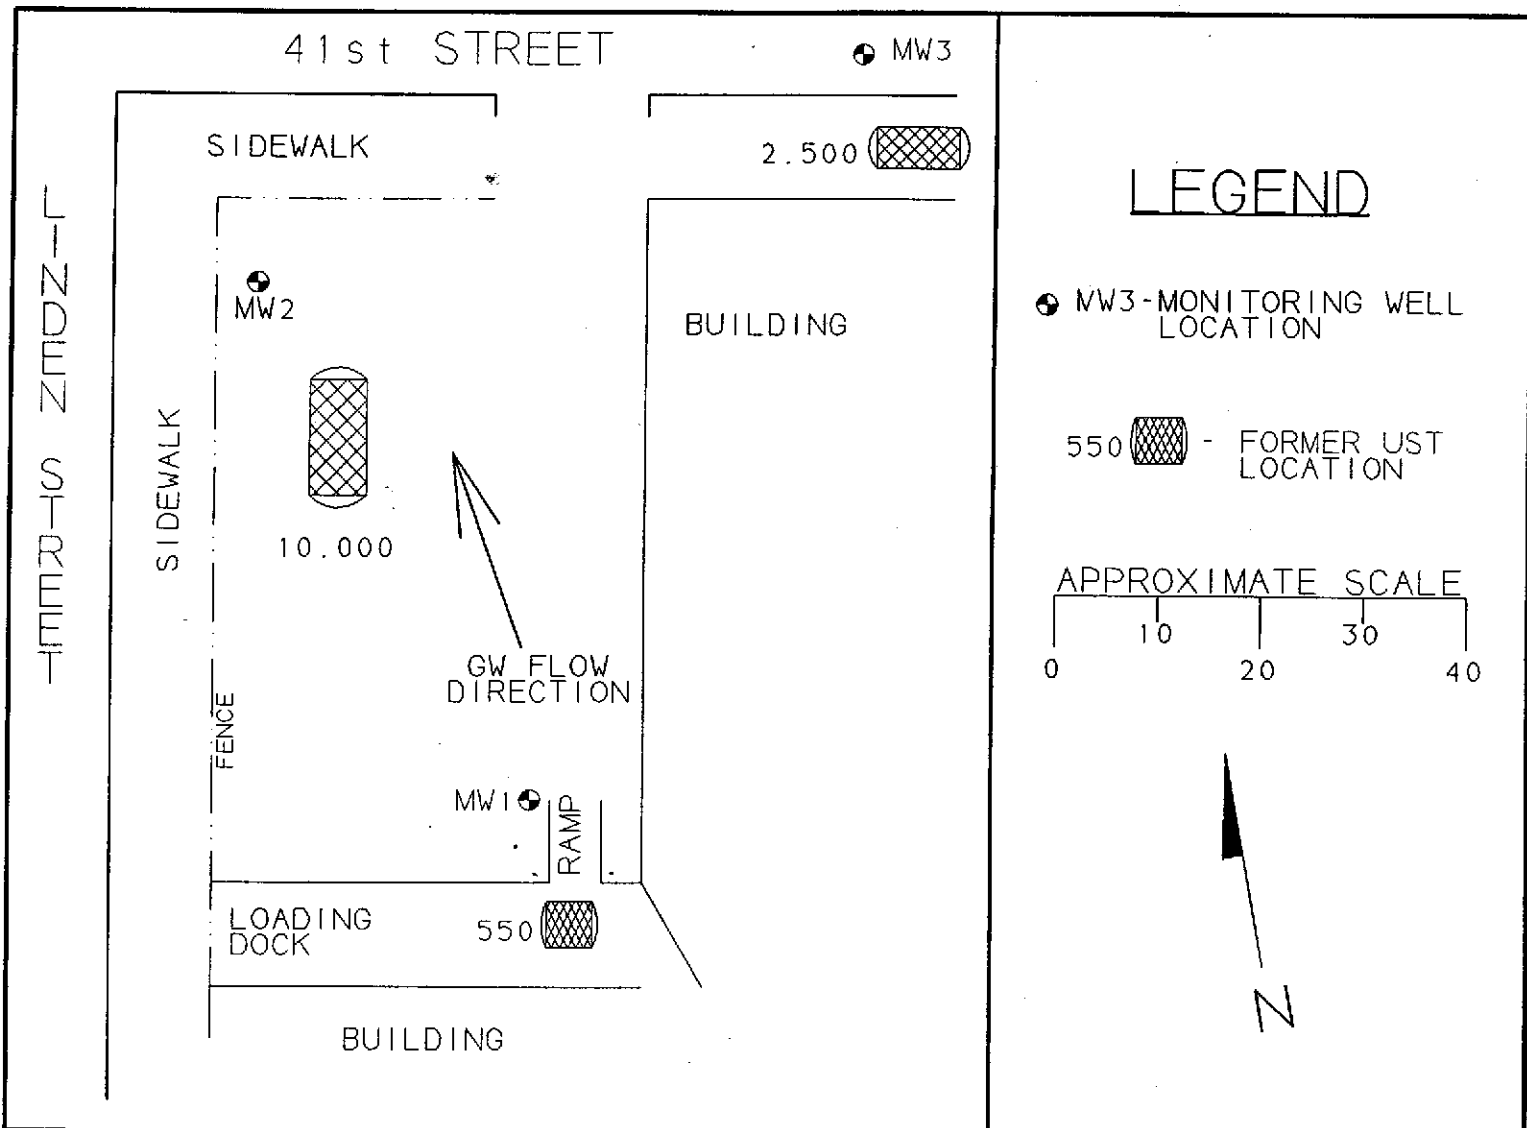 41st STREET
MW3
SIDEWALK
2.500
LINDEN STREET
MW2
BUILDING
SIDEWALK
10.000
GW FLOW
DIRECTION
FENCE
MW1
RAMP
LOADING
DOCK
550
BUILDING
LEGEND
MW3-MONITORING WELL
LOCATION
550 - FORMER UST
LOCATION
APPROXIMATE SCALE
10 30
0 20 40
N